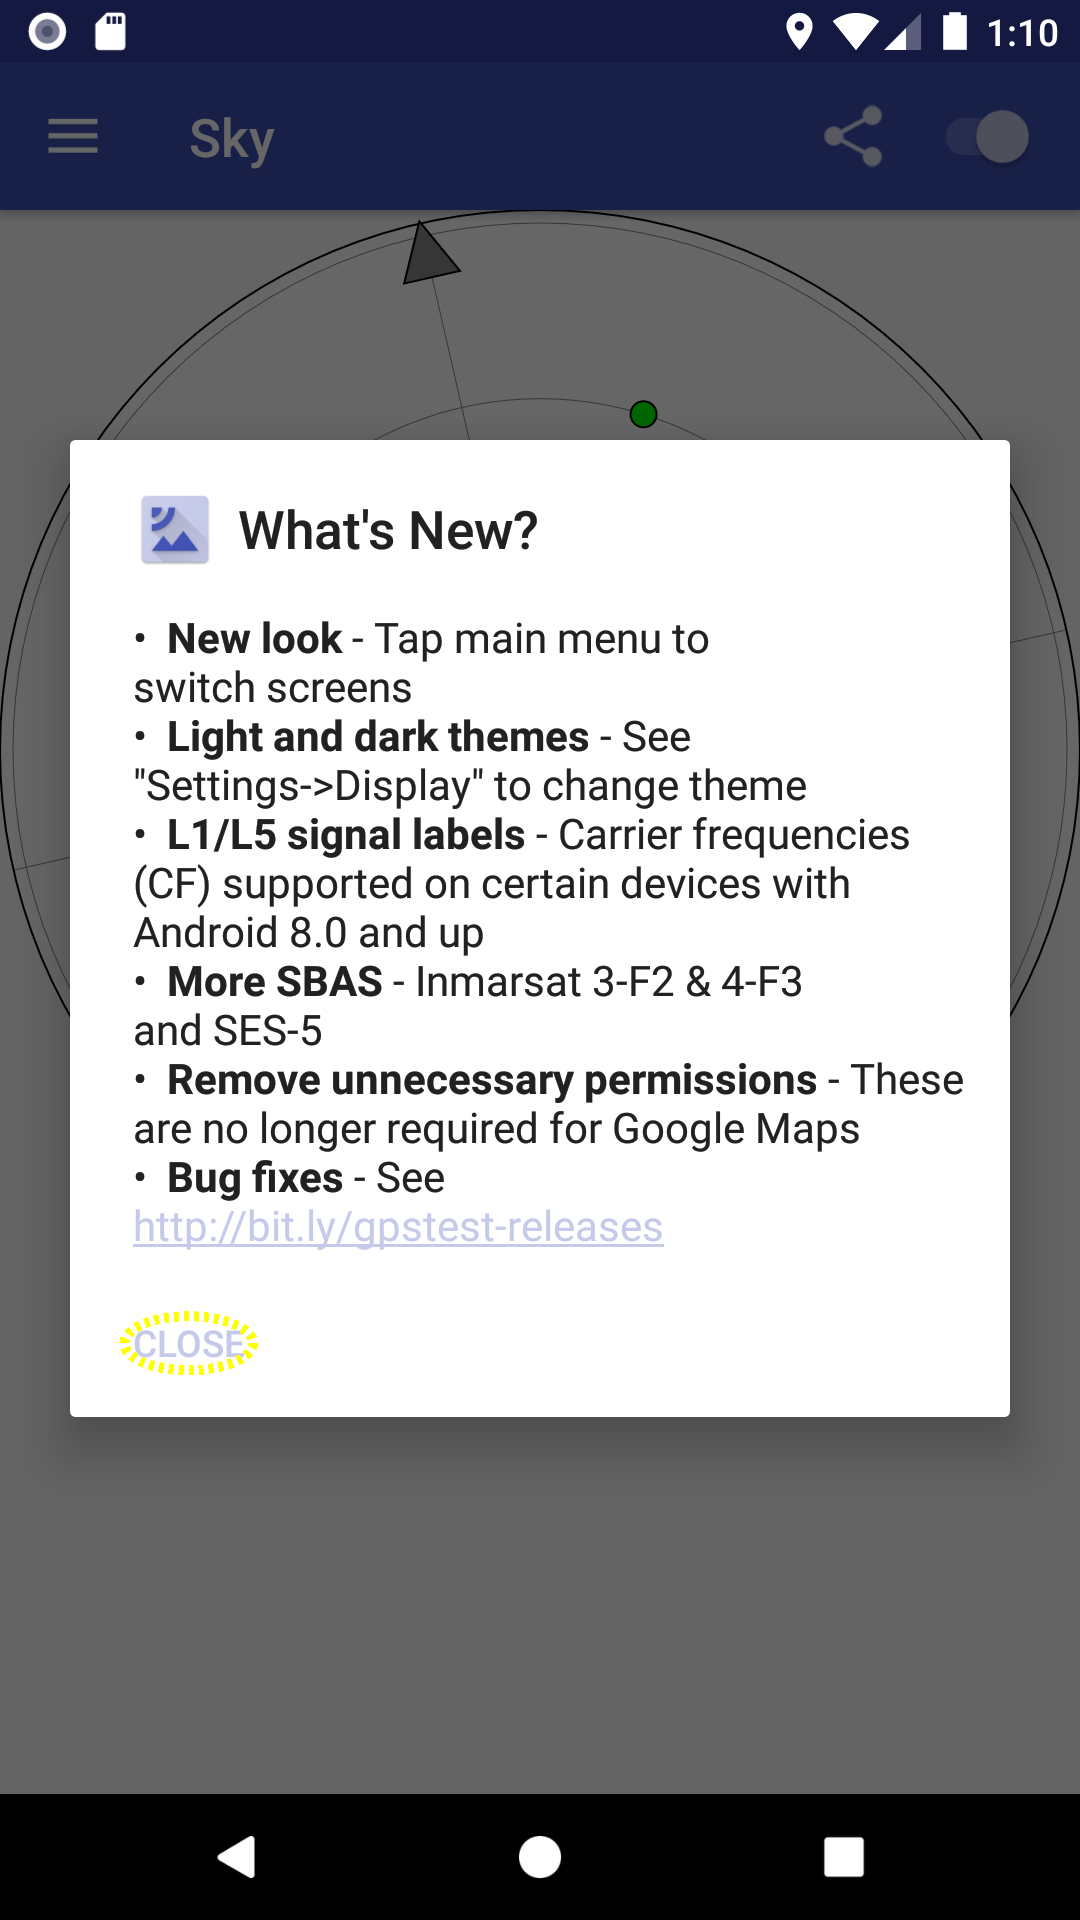 1:10
Sky
What's New?
• New look - Tap main menu to
switch screens
• Light and dark themes - See
"Settings->Display" to change theme
• L1/L5 signal labels - Carrier frequencies
(CF) supported on certain devices with
Android 8.0 and up
• More SBAS - Inmarsat 3-F2 & 4-F3
and SES-5
• Remove unnecessary permissions - These
are no longer required for Google Maps
• Bug fixes - See
http://bit.ly/gpstest-releases
CLOSE